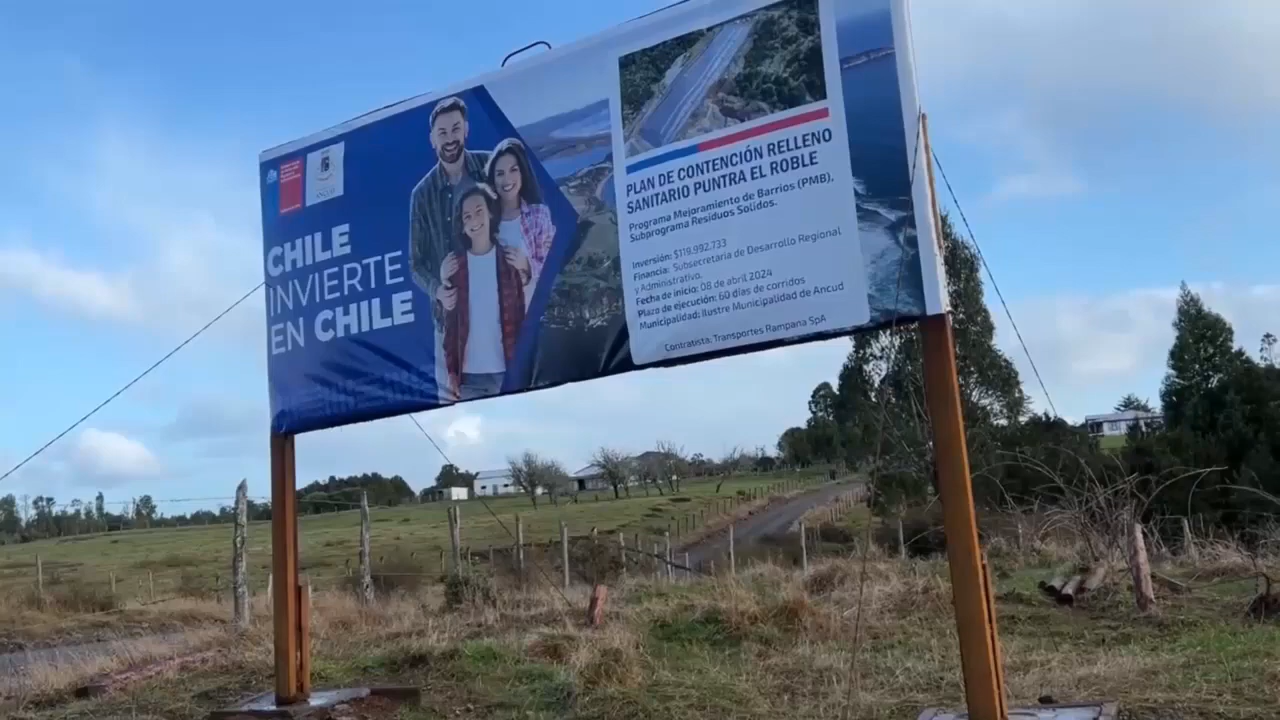 CHILE
INVIERTE
EN CHILE
PLAN DE CONTENCIÓN RELLENO
SANITARIO PUNTRA EL ROBLE
Programa Mejoramiento de Barrios (PMB),
Subprograma Residuos Solidos.
Inversión: $119.992.733
Financia: Subsecretaria de Desarrollo Regional
y Administrativo.
Fecha de inicio: 08 de abril 2024
Plazo de ejecución: 60 días de corridos
Municipalidad: Ilustre Municipalidad de Ancud
Contratista: Transportes Rampana SpA